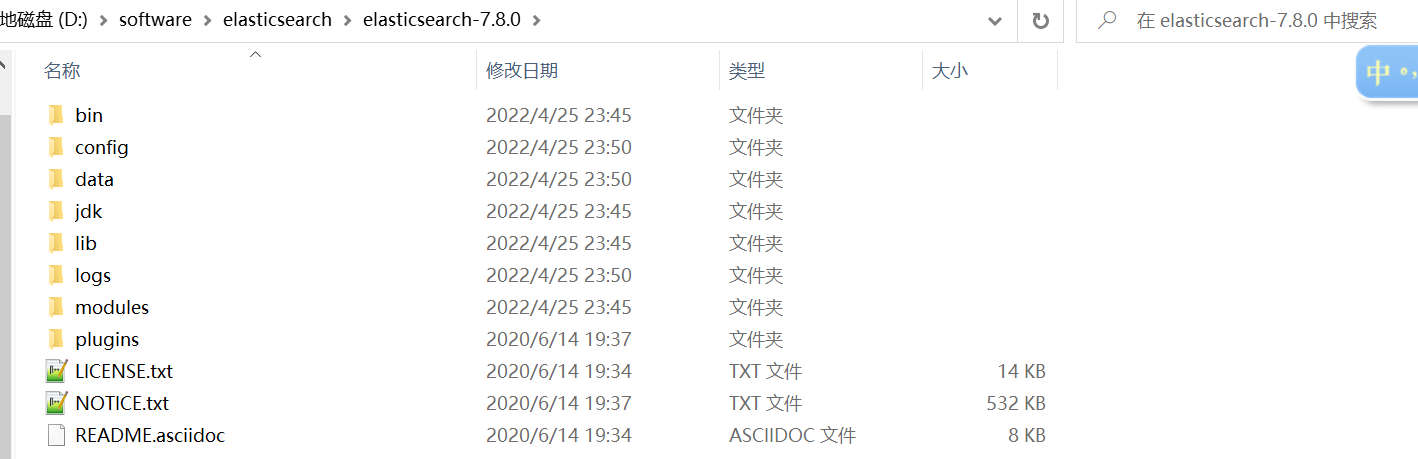 地磁盘 (D:) software elasticsearch elasticsearch-7.8.0 在 elasticsearch-7.8.0 中搜索
名称 修改日期 类型 大小
中
bin 2022/4/25 23:45 文件夹
config 2022/4/25 23:50 文件夹
data 2022/4/25 23:50 文件夹
jdk 2022/4/25 23:45 文件夹
lib 2022/4/25 23:45 文件夹
logs 2022/4/25 23:50 文件夹
modules 2022/4/25 23:45 文件夹
plugins 2020/6/14 19:37 文件夹
LICENSE.txt 2020/6/14 19:34 TXT 文件 14 KB
NOTICE.txt 2020/6/14 19:37 TXT 文件 532 KB
README.asciidoc 2020/6/14 19:34 ASCIIDOC 文件 8 KB